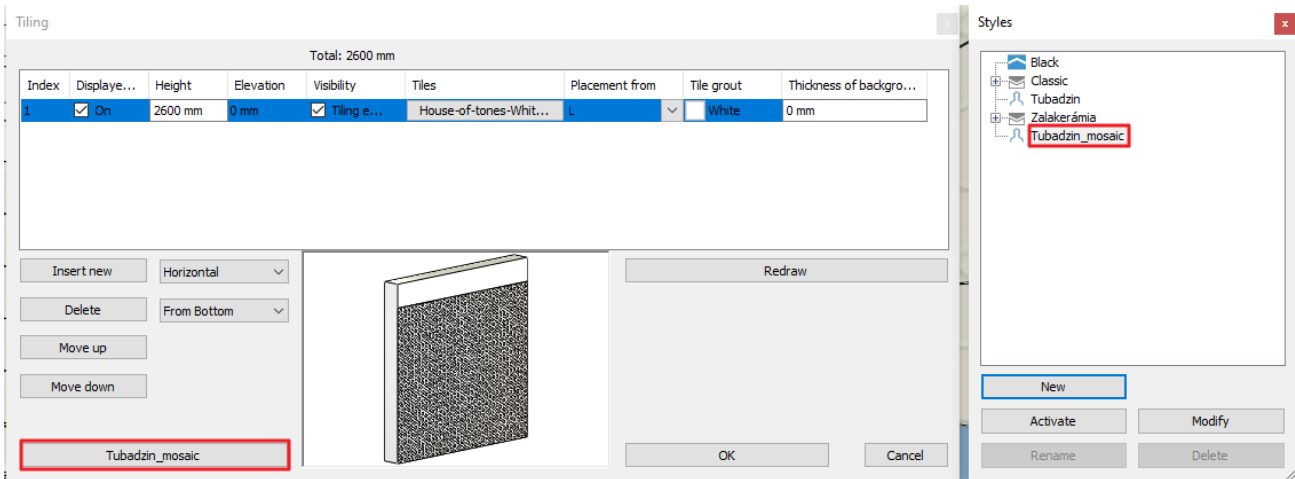 Tiling
Total: 2600 mm
Index Displaye... Height Elevation Visibility Tiles Placement from Tile grout Thickness of backgro...
1 On 2600 mm 0 mm Tiling e... House-of-tones-Whit... L White 0 mm
Insert new Horizontal
Delete From Bottom
Move up
Move down
Tubadzin_mosaic
Redraw
OK Cancel
Styles x
Black
Classic
Tubadzin
Zalakerámia
Tubadzin_mosaic
New
Activate Modify
Rename Delete